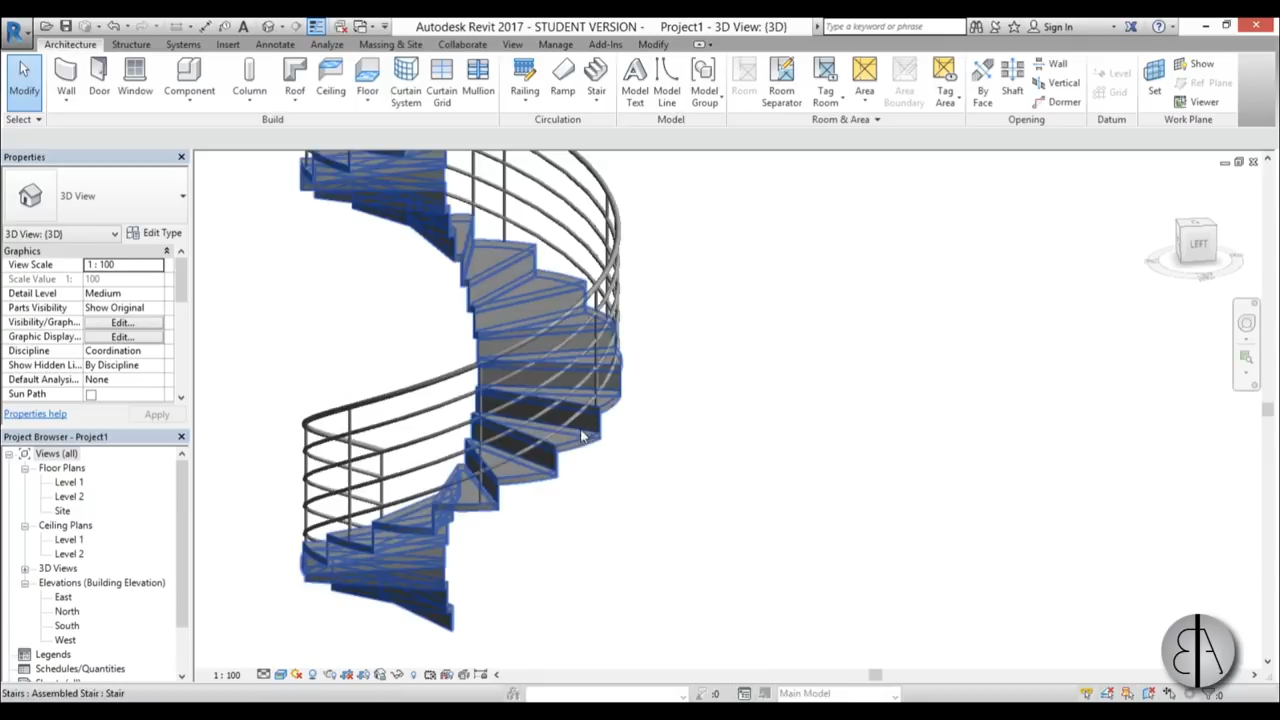 Autodesk Revit 2017 - STUDENT VERSION - Project1 - 3D View: {3D}
Type a keyword or phrase
Sign In
Architecture Structure Systems Insert Annotate Analyze Massing & Site Collaborate View Manage Add-Ins Modify
Modify Wall Door Window Component Column Roof Ceiling Floor Curtain System Curtain Grid Mullion Railing Ramp Stair Model Text Model Line Model Group Room Room Separator Tag Room Area Area Boundary Tag Area By Face Shaft Wall Vertical Dormer Level Grid Set Show Ref Plane Viewer
Select Build Circulation Model Room & Area Opening Datum Work Plane
Properties
3D View
3D View: {3D} Edit Type
Graphics
View Scale 1 : 100
Scale Value 1: 100
Detail Level Medium
Parts Visibility Show Original
Visibility/Graph... Edit...
Graphic Display... Edit...
Discipline Coordination
Show Hidden Li... By Discipline
Default Analysi... None
Sun Path
Properties help Apply
Project Browser - Project1
Views (all)
Floor Plans
Level 1
Level 2
Site
Ceiling Plans
Level 1
Level 2
3D Views
Elevations (Building Elevation)
East
North
South
West
Legends
Schedules/Quantities
LEFT
1 : 100
Stairs : Assembled Stair : Stair
:0
Main Model
:0